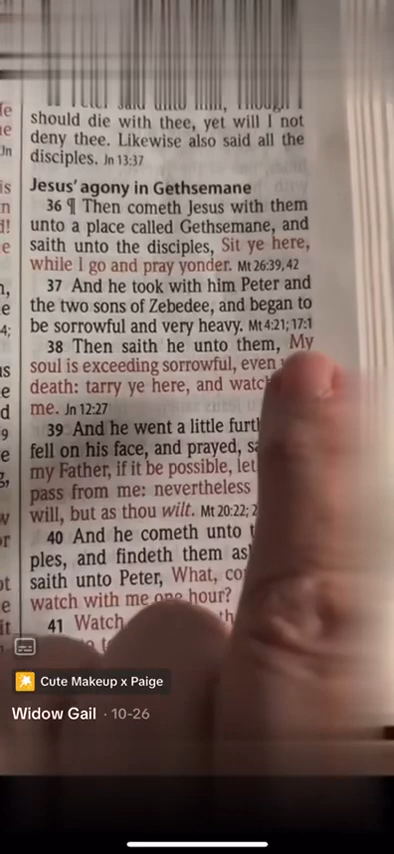 should die with thee, yet will I not
deny thee. Likewise also said all the
disciples. Jn 13:37
Jesus' agony in Gethsemane
36 ¶ Then cometh Jesus with them
unto a place called Gethsemane, and
saith unto the disciples, Sit ye here,
while I go and pray yonder. Mt 26:39,42
37 And he took with him Peter and
the two sons of Zebedee, and began to
be sorrowful and very heavy. Mt 4:21; 17:1
38 Then saith he unto them, My
soul is exceeding sorrowful, even
death: tarry ye here, and watch
me. Jn 12:27
39 And he went a little
fell on his face, and prayed,
my Father, if it be possible, let
pass from me: nevertheless
will, but as thou wilt. Mt 20:22;
40 And he cometh unto
ples, and findeth them
saith unto Peter, What,
watch with me one hour?
41 Watch
Cute Makeup x Paige
Widow Gail · 10-26